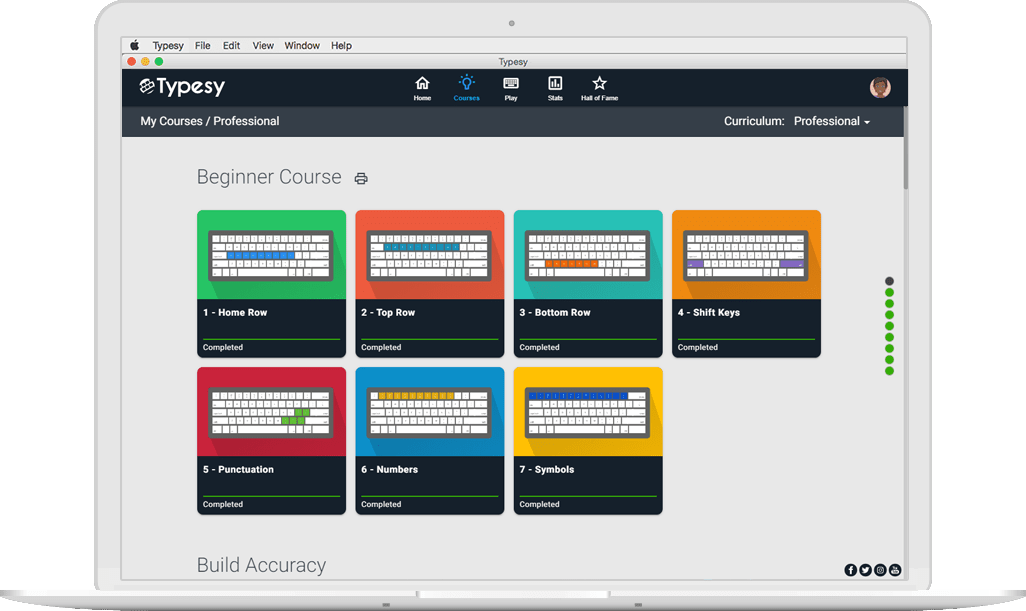 Typesy File Edit View Window Help
Typesy
Typesy
Home Courses Play Stats Hall of Fame
My Courses / Professional Curriculum: Professional
Beginner Course
1 - Home Row 2 - Top Row 3 - Bottom Row 4 - Shift Keys
Completed Completed Completed Completed
5 - Punctuation 6 - Numbers 7 - Symbols
Completed Completed Completed
Build Accuracy